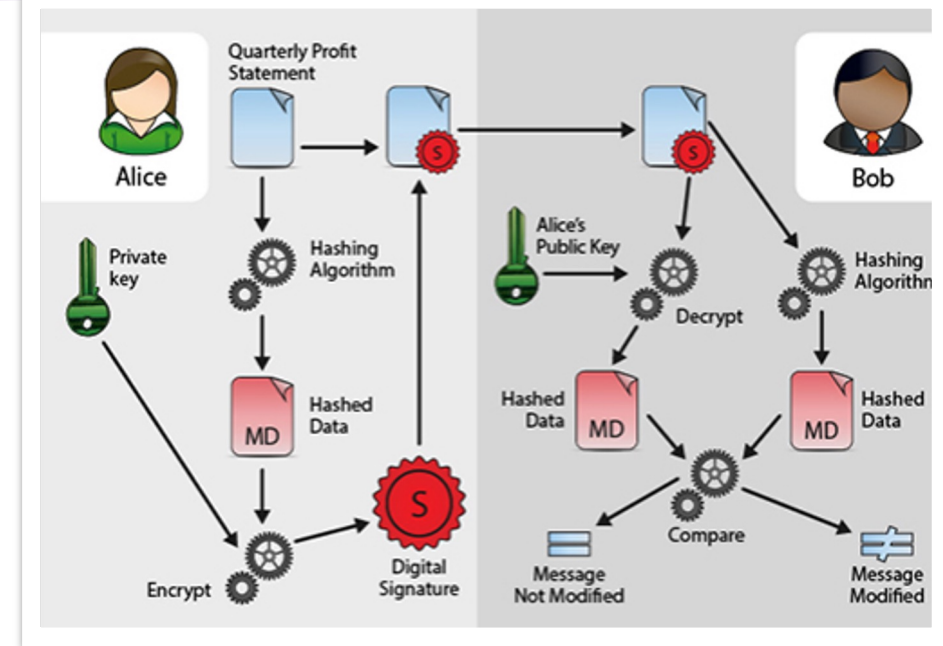 Quarterly Profit
Statement
S
S
Alice
Bob
Private
key
Hashing
Algorithm
Alice's
Public Key
Hashing
Decrypt
MD
Hashed
Data
Hashed
Data
MD
MD
Hashed
Data
S
Compare
Encrypt
Digital
Signature
Message
Not Modified
Message
Modified